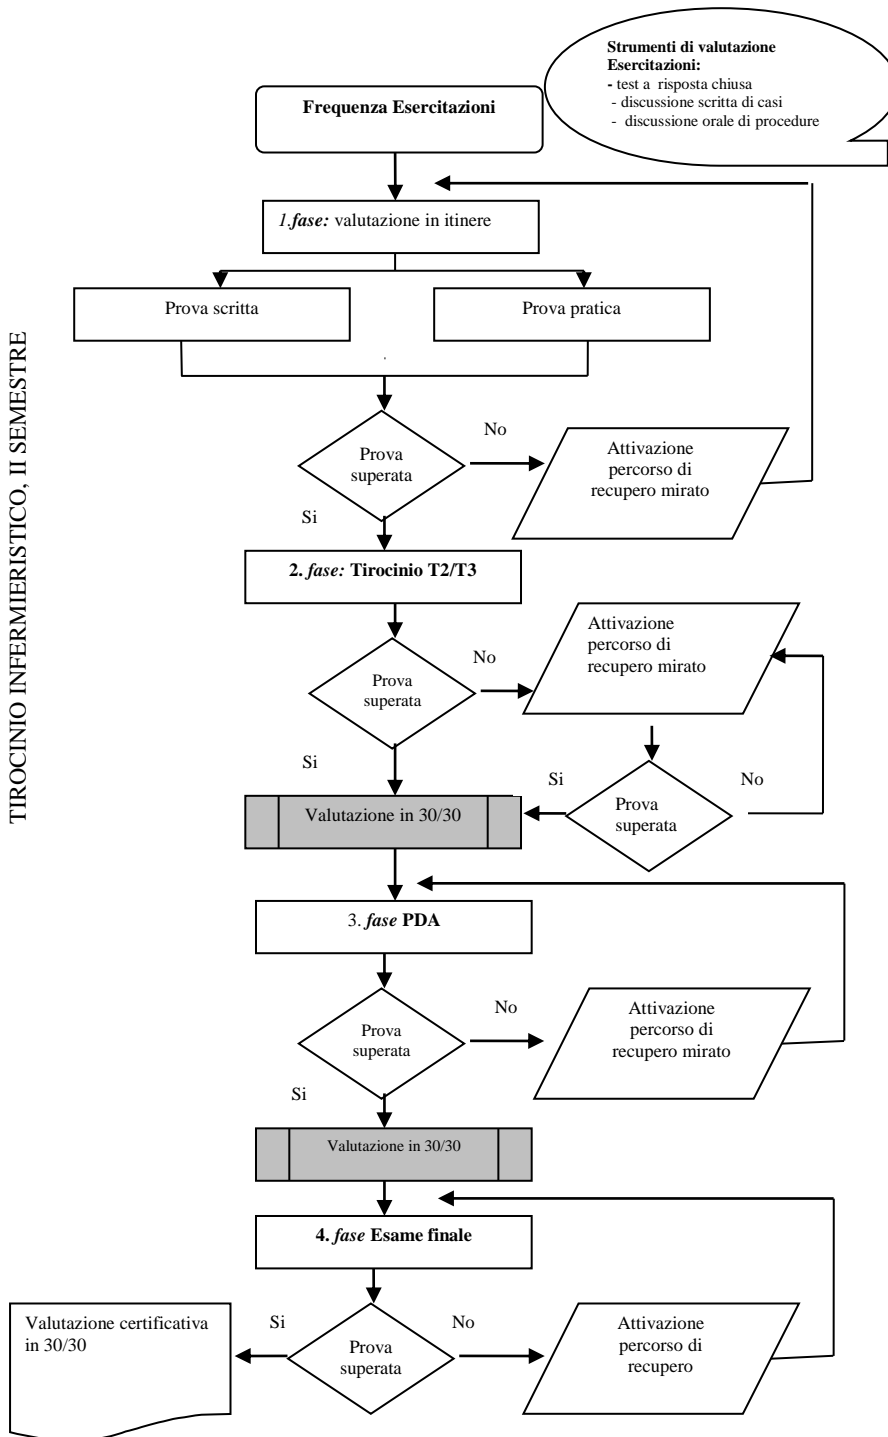 Strumenti di valutazione
Esercitazioni:
- test a risposta chiusa
- discussione scritta di casi
- discussione orale di procedure
Frequenza Esercitazioni
1.fase: valutazione in itinere
Prova scritta
Prova pratica
TIROCINIO INFERMIERISTICO, II SEMESTRE
Prova
superata
No
Attivazione
percorso di
recupero mirato
Si
2. fase: Tirocinio T2/T3
Prova
superata
No
Attivazione
percorso di
recupero mirato
Si
Valutazione in 30/30
Si
Prova
superata
No
3. fase PDA
Prova
superata
No
Attivazione
percorso di
recupero mirato
Si
Valutazione in 30/30
4. fase Esame finale
Valutazione certificativa
in 30/30
Si
Prova
superata
No
Attivazione
percorso di
recupero